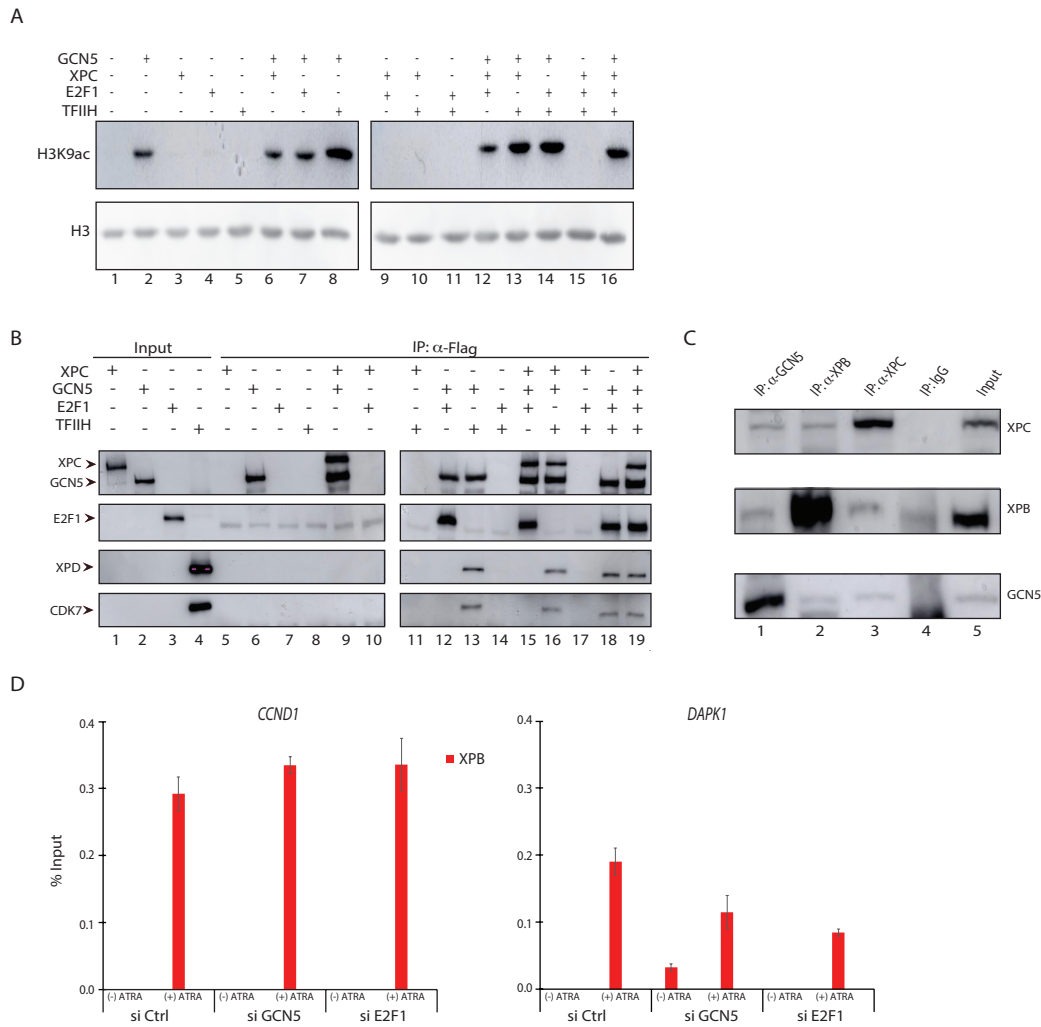 A
GCN5 - + - - - + + + - - - + + + - +
XPC - - + - - + - - + + - + + - + +
E2F1 - - - + - - + - + - + + - + + +
TFIIH - - - - + - - + - + + - + + + +
H3K9ac
H3
1 2 3 4 5 6 7 8 9 10 11 12 13 14 15 16
B
Input IP: α-Flag
XPC + - - - + - - - + + + - - - + + + - +
GCN5 - + - - - + - - + - - + + - + + - + +
E2F1 - - + - - - + - - + - + - + + - + + +
TFIIH - - - + - - - + - - + - + + - + + + +
XPC
GCN5
E2F1
XPD
CDK7
1 2 3 4 5 6 7 8 9 10 11 12 13 14 15 16 17 18 19
C
IP: α-GCN5 IP: α-XPB IP: α-XPC IP: IgG Input
XPC
XPB
GCN5
1 2 3 4 5
D
CCND1
XPB
% Input
0.4
0.3
0.2
0.1
0.0
(-) ATRA (+) ATRA (-) ATRA (+) ATRA (-) ATRA (+) ATRA
si Ctrl si GCN5 si E2F1
DAPK1
0.4
0.3
0.2
0.1
0.0
(-) ATRA (+) ATRA (-) ATRA (+) ATRA (-) ATRA (+) ATRA
si Ctrl si GCN5 si E2F1